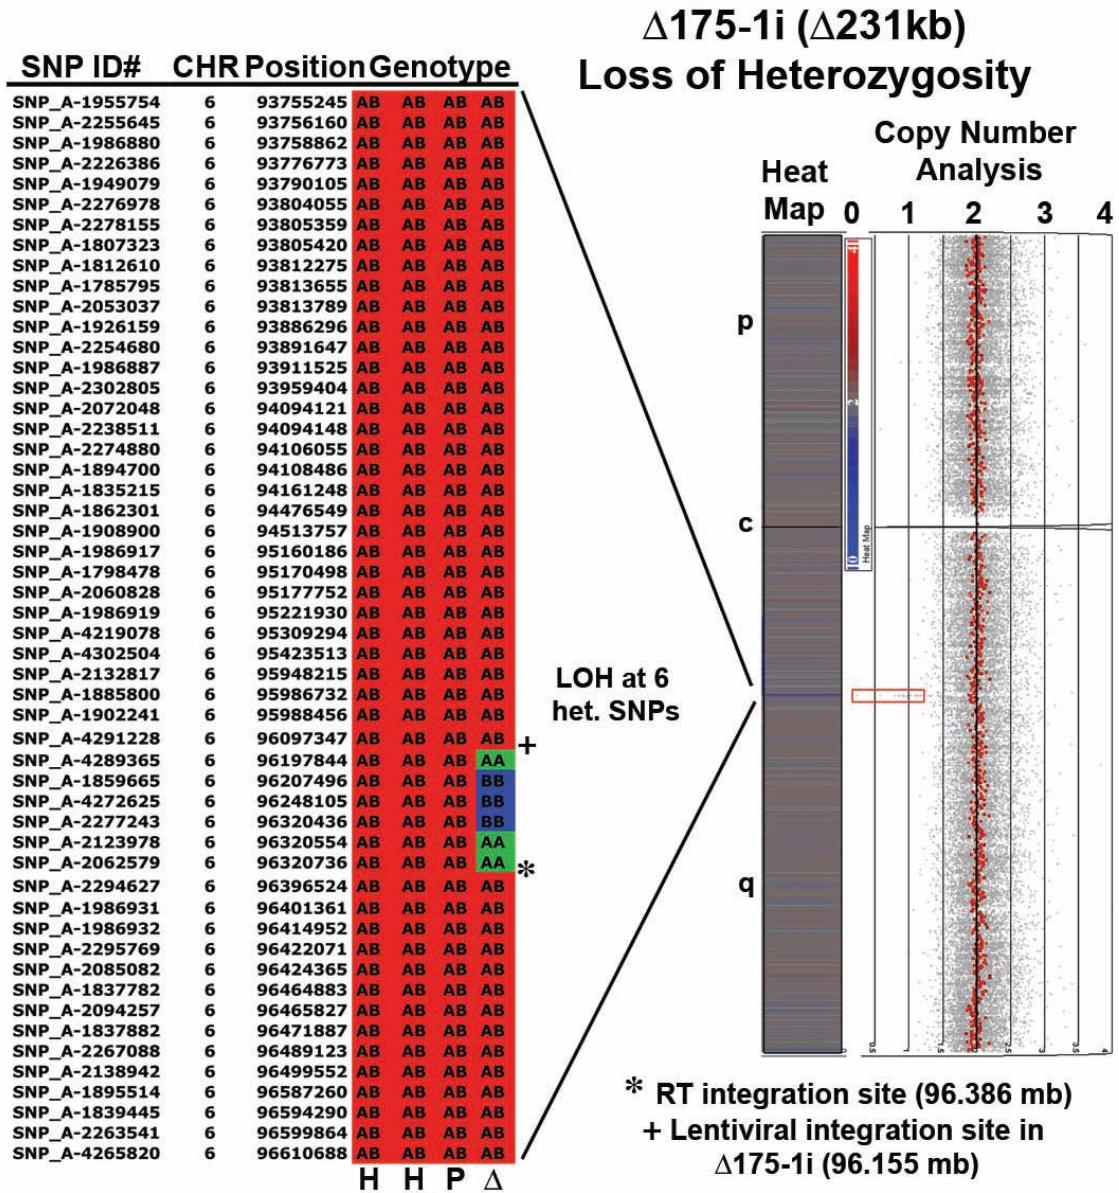 Δ175-1i (Δ231kb)
Loss of Heterozygosity
SNP ID# CHR Position Genotype
SNP_A-1955754 6 93755245 AB AB AB AB
SNP_A-2255645 6 93756160 AB AB AB AB
SNP_A-1986880 6 93758862 AB AB AB AB
SNP_A-2226386 6 93776773 AB AB AB AB
SNP_A-1949079 6 93790105 AB AB AB AB
SNP_A-2276978 6 93804055 AB AB AB AB
SNP_A-2278155 6 93805359 AB AB AB AB
SNP_A-1807323 6 93805420 AB AB AB AB
SNP_A-1812610 6 93812275 AB AB AB AB
SNP_A-1785795 6 93813655 AB AB AB AB
SNP_A-2053037 6 93813789 AB AB AB AB
SNP_A-1926159 6 93886296 AB AB AB AB
SNP_A-2254680 6 93891647 AB AB AB AB
SNP_A-1986887 6 93911525 AB AB AB AB
SNP_A-2302805 6 93959404 AB AB AB AB
SNP_A-2072048 6 94094121 AB AB AB AB
SNP_A-2238511 6 94094148 AB AB AB AB
SNP_A-2274880 6 94106055 AB AB AB AB
SNP_A-1894700 6 94108486 AB AB AB AB
SNP_A-1835215 6 94161248 AB AB AB AB
SNP_A-1862301 6 94476549 AB AB AB AB
SNP_A-1908900 6 94513757 AB AB AB AB
SNP_A-1986917 6 95160186 AB AB AB AB
SNP_A-1798478 6 95170498 AB AB AB AB
SNP_A-2060828 6 95177752 AB AB AB AB
SNP_A-1986919 6 95221930 AB AB AB AB
SNP_A-4219078 6 95309294 AB AB AB AB
SNP_A-4302504 6 95423513 AB AB AB AB
SNP_A-2132817 6 95948215 AB AB AB AB
SNP_A-1885800 6 95986732 AB AB AB AB
SNP_A-1902241 6 95988456 AB AB AB AB
SNP_A-4291228 6 96097347 AB AB AB AB +
SNP_A-4289365 6 96197844 AB AB AB AA
SNP_A-1859665 6 96207496 AB AB AB BB
SNP_A-4272625 6 96248105 AB AB AB BB
SNP_A-2277243 6 96320436 AB AB AB BB
SNP_A-2123978 6 96320554 AB AB AB AA
SNP_A-2062579 6 96320736 AB AB AB AA *
SNP_A-2294627 6 96396524 AB AB AB AB
SNP_A-1986931 6 96401361 AB AB AB AB
SNP_A-1986932 6 96414952 AB AB AB AB
SNP_A-2295769 6 96422071 AB AB AB AB
SNP_A-2085082 6 96424365 AB AB AB AB
SNP_A-1837782 6 96464883 AB AB AB AB
SNP_A-2094257 6 96465827 AB AB AB AB
SNP_A-1837882 6 96471887 AB AB AB AB
SNP_A-2267088 6 96489123 AB AB AB AB
SNP_A-2138942 6 96499552 AB AB AB AB
SNP_A-1895514 6 96587260 AB AB AB AB
SNP_A-1839445 6 96594290 AB AB AB AB
SNP_A-2263541 6 96599864 AB AB AB AB
SNP_A-4265820 6 96610688 AB AB AB AB
H H P Δ
LOH at 6
het. SNPs
Heat
Map
Copy Number
Analysis
0 1 2 3 4
p
c
q
4
2
0
Heat Map
* RT integration site (96.386 mb)
+ Lentiviral integration site in
Δ175-1i (96.155 mb)